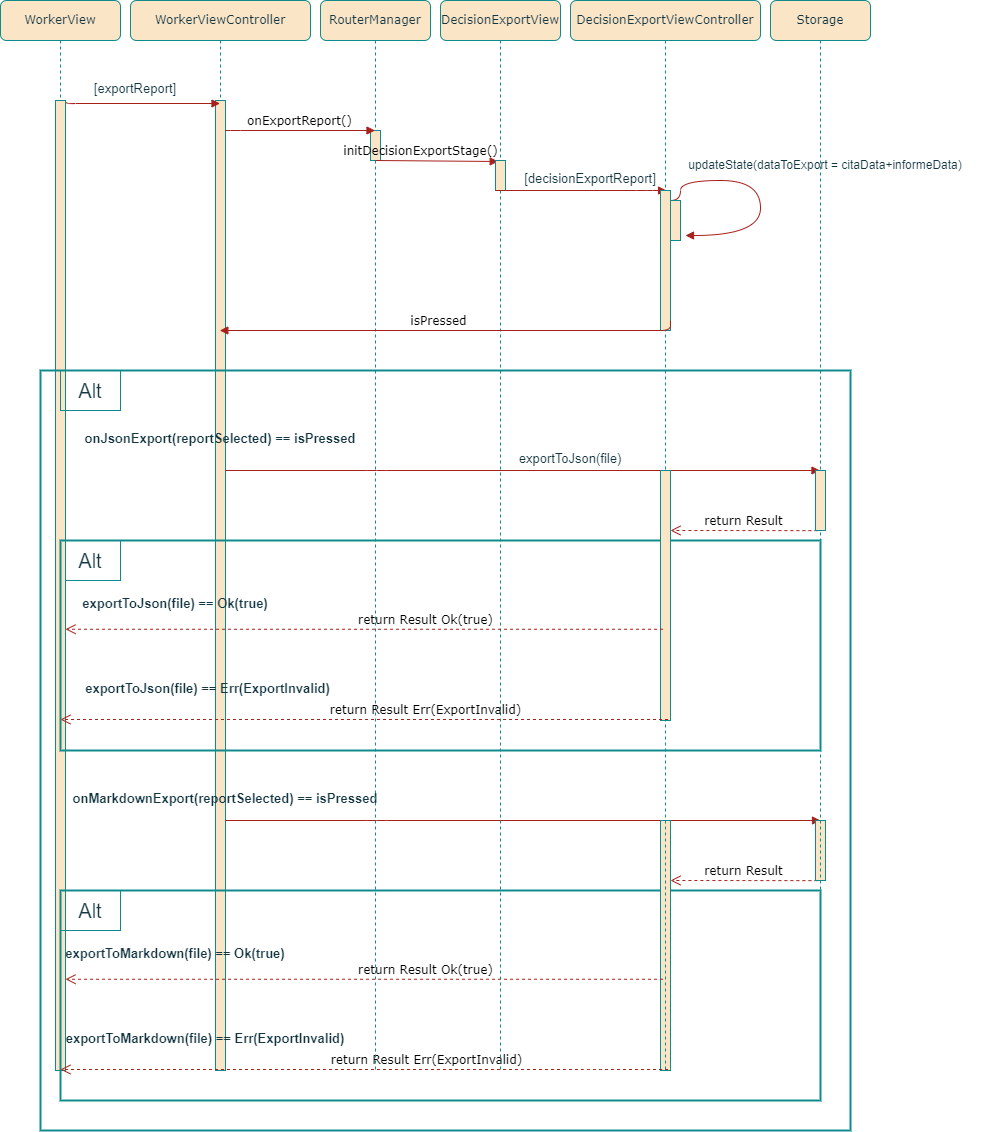 WorkerView
WorkerViewController
RouterManager
DecisionExportView
DecisionExportViewController
Storage
[exportReport]
onExportReport()
initDecisionExportStage()
updateState(dataToExport = citaData+informeData)
[decisionExportReport]
isPressed
Alt
onJsonExport(reportSelected) == isPressed
exportToJson(file)
return Result
Alt
exportToJson(file) == Ok(true)
return Result Ok(true)
exportToJson(file) == Err(ExportInvalid)
return Result Err(ExportInvalid)
onMarkdownExport(reportSelected) == isPressed
return Result
Alt
exportToMarkdown(file) == Ok(true)
return Result Ok(true)
exportToMarkdown(file) == Err(ExportInvalid)
return Result Err(ExportInvalid)